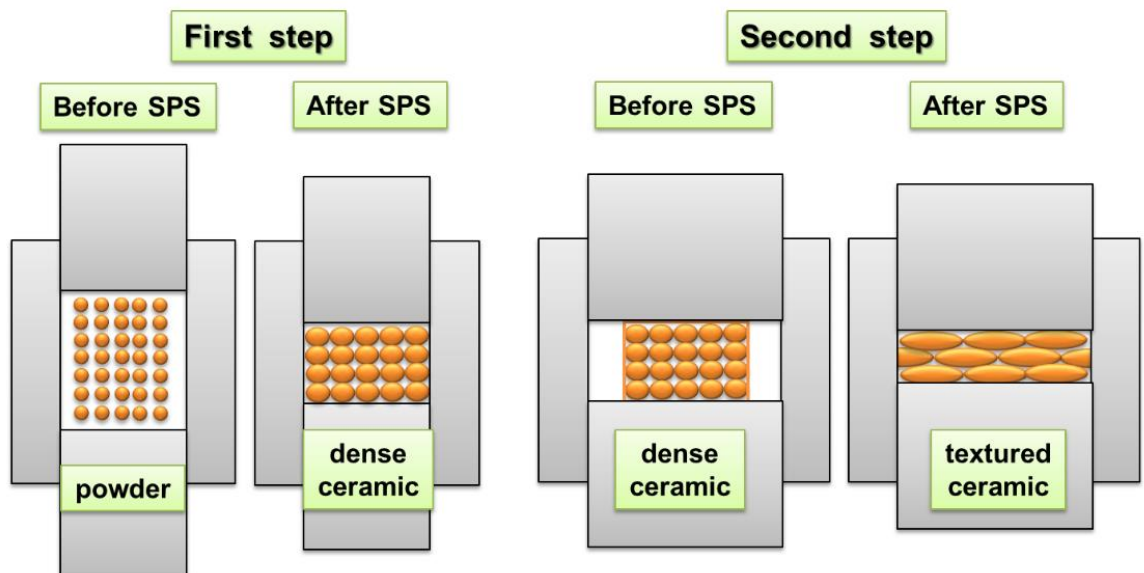 First step
Second step
Before SPS
After SPS
Before SPS
After SPS
powder
dense
ceramic
dense
ceramic
textured
ceramic